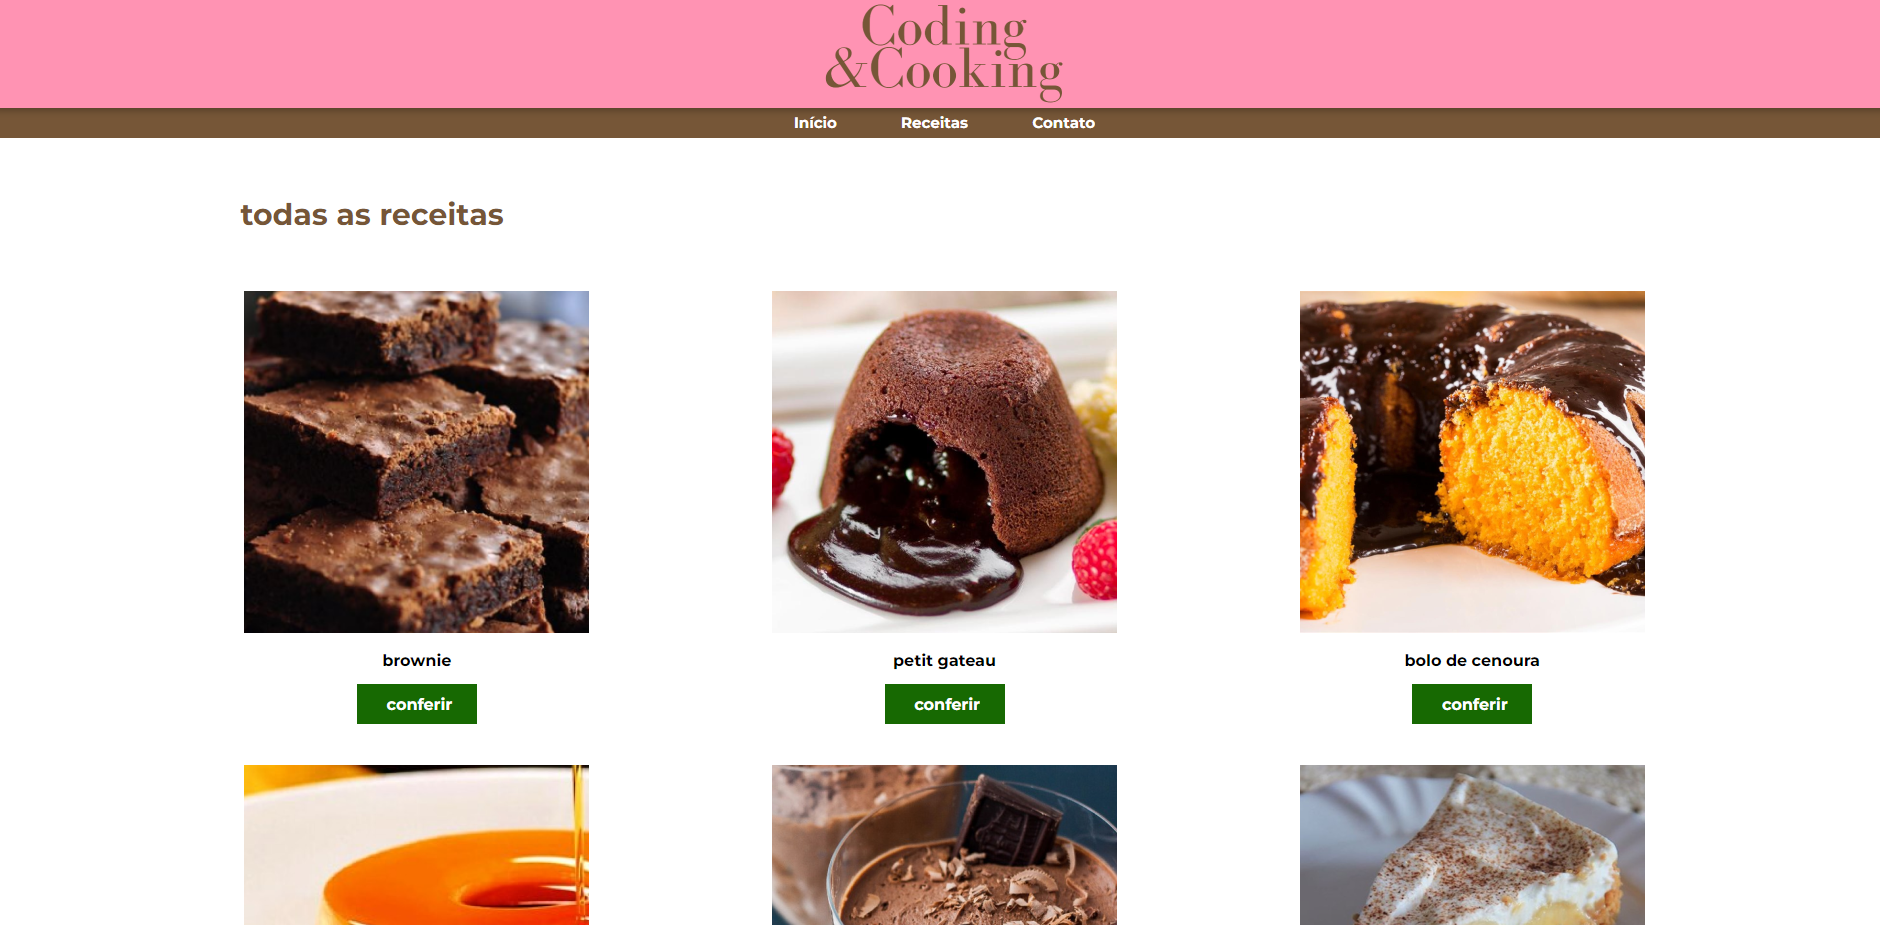 Coding
&Cooking
Início Receitas Contato
todas as receitas
brownie petit gateau bolo de cenoura
conferir conferir conferir